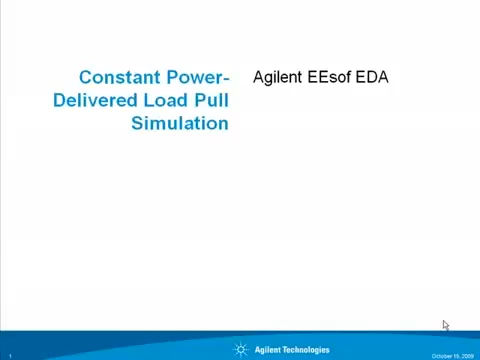 Constant Power-
Delivered Load Pull
Simulation
Agilent EEsof EDA
1
Agilent Technologies
October 15, 2009